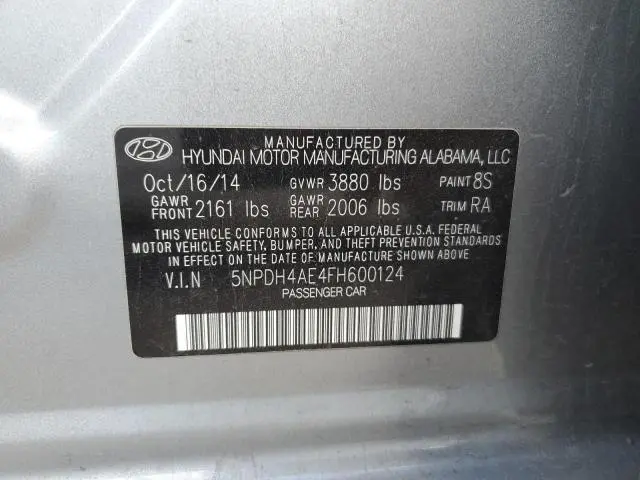 MANUFACTURED BY
HYUNDAI MOTOR MANUFACTURING ALABAMA, LLC
Oct/16/14 GVWR 3880 lbs PAINT 8S
GAWR FRONT 2161 lbs GAWR REAR 2006 lbs TRIM RA
THIS VEHICLE CONFORMS TO ALL APPLICABLE U.S.A. FEDERAL
MOTOR VEHICLE SAFETY, BUMPER, AND THEFT PREVENTION STANDARDS
IN EFFECT ON THE DATE OF MANUFACTURE SHOWN ABOVE.
V.I.N 5NPDH4AE4FH600124
PASSENGER CAR